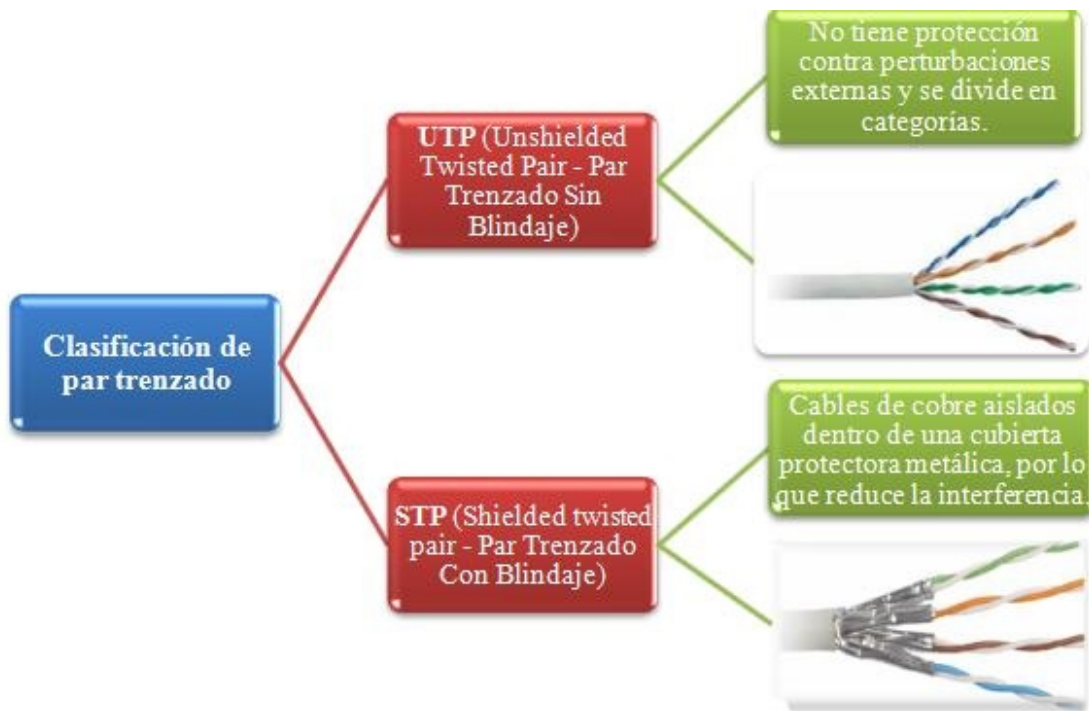 No tiene protección
contra perturbaciones
externas y se divide en
categorías.
UTP (Unshielded
Twisted Pair - Par
Trenzado Sin
Blindaje)
Clasificación de
par trenzado
Cables de cobre aislados
dentro de una cubierta
protectora metálica, por lo
que reduce la interferencia.
STP (Shielded twisted
pair - Par Trenzado
Con Blindaje)